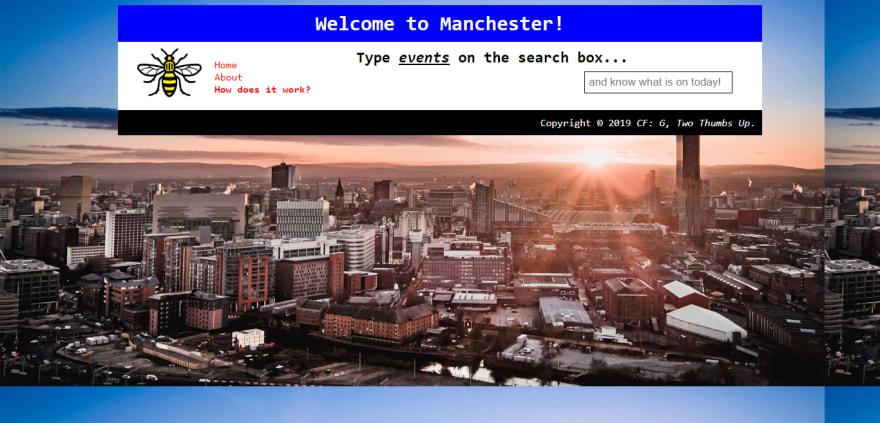 Welcome to Manchester!
Type events on the search box...
Home
About
How does it work?
and know what is on today!
Copyright © 2019 CF: G, Two Thumbs Up.